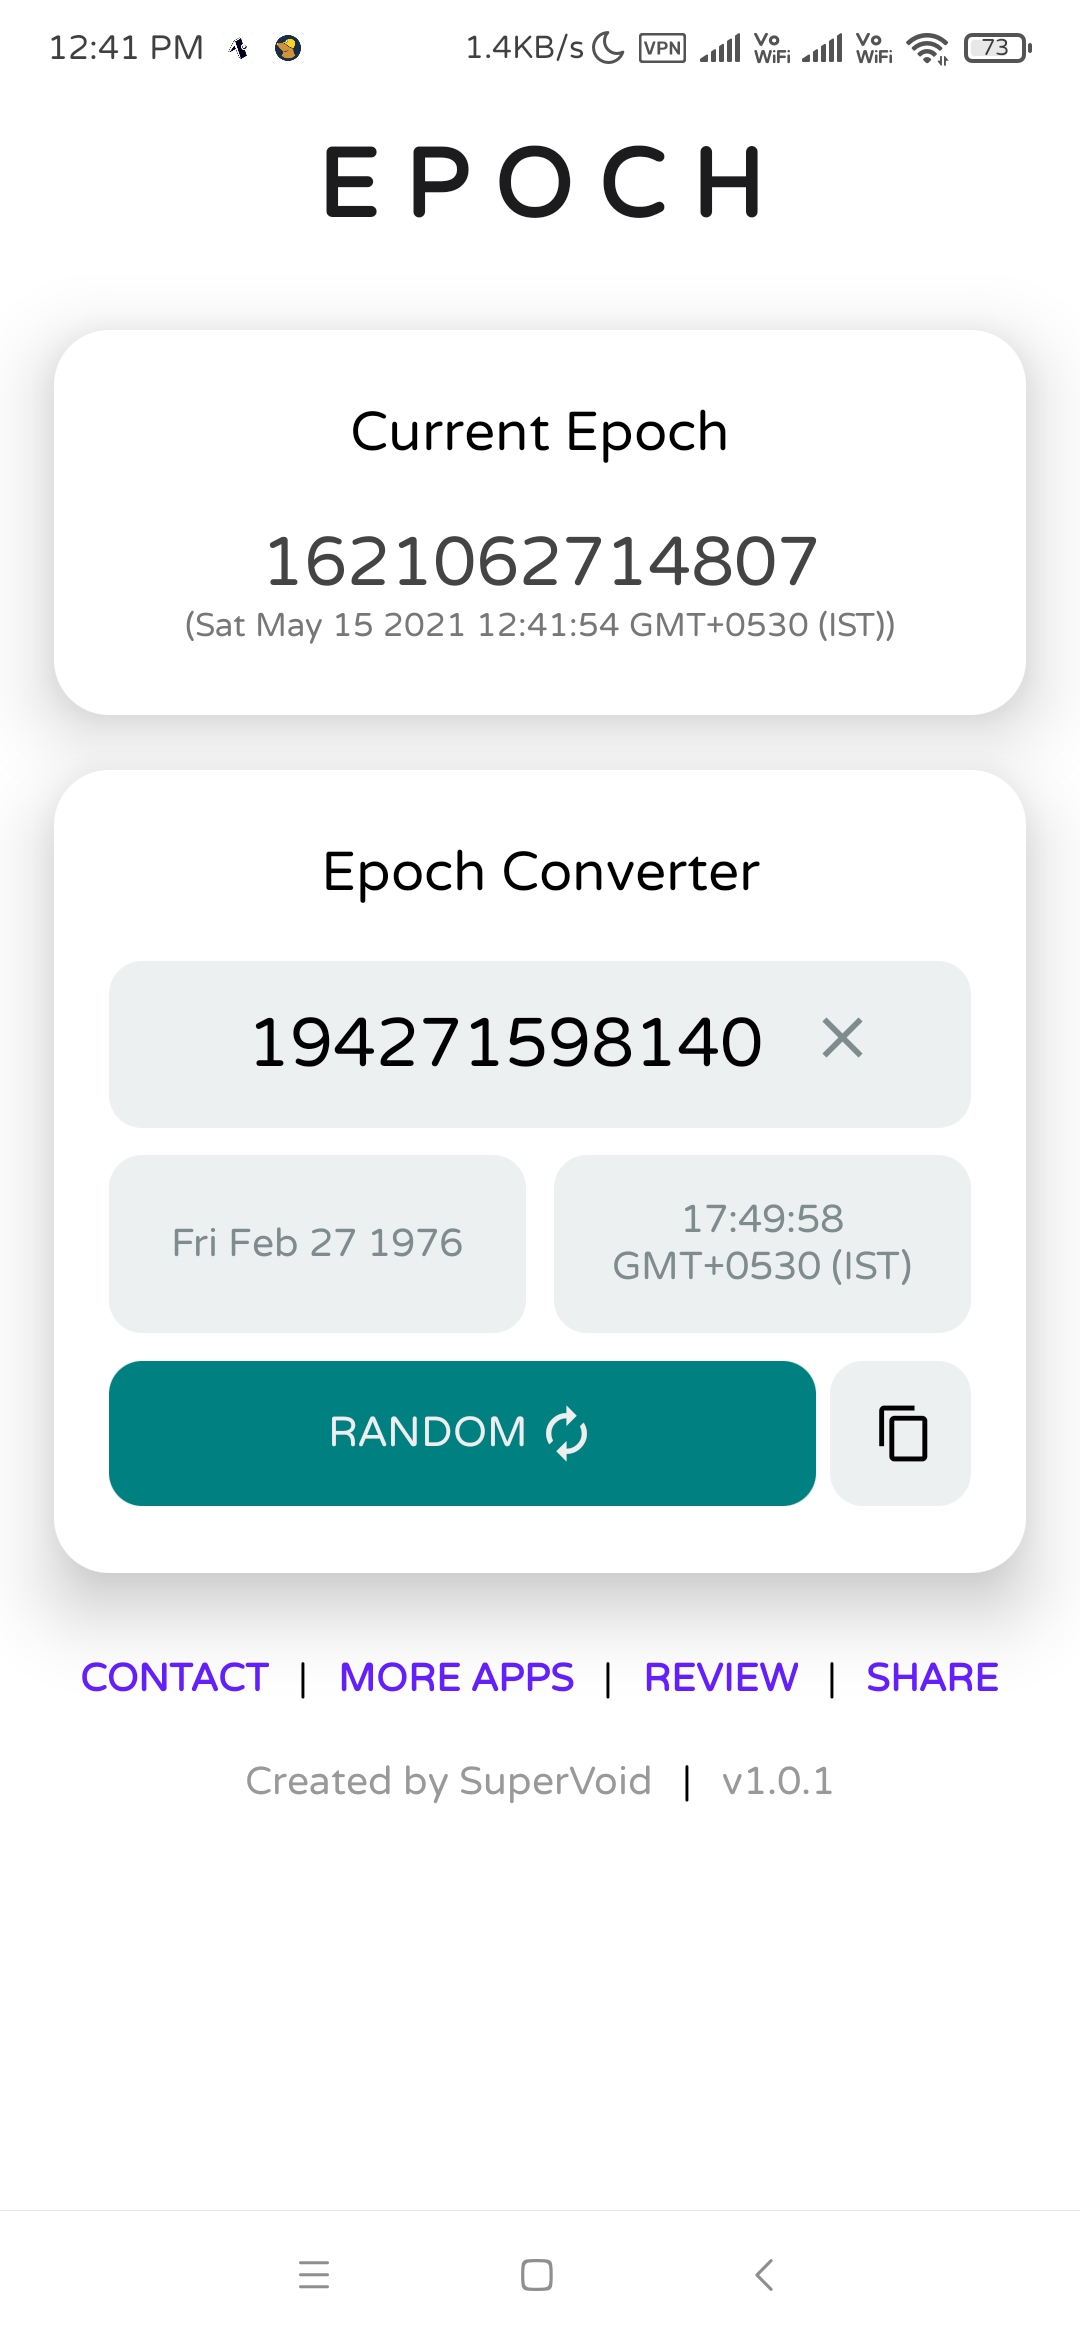 12:41 PM 1.4KB/s VPN Vo WiFi Vo WiFi 73
EPOCH
Current Epoch
1621062714807
(Sat May 15 2021 12:41:54 GMT+0530 (IST))
Epoch Converter
194271598140
Fri Feb 27 1976
17:49:58
GMT+0530 (IST)
RANDOM
CONTACT | MORE APPS | REVIEW | SHARE
Created by SuperVoid | v1.0.1